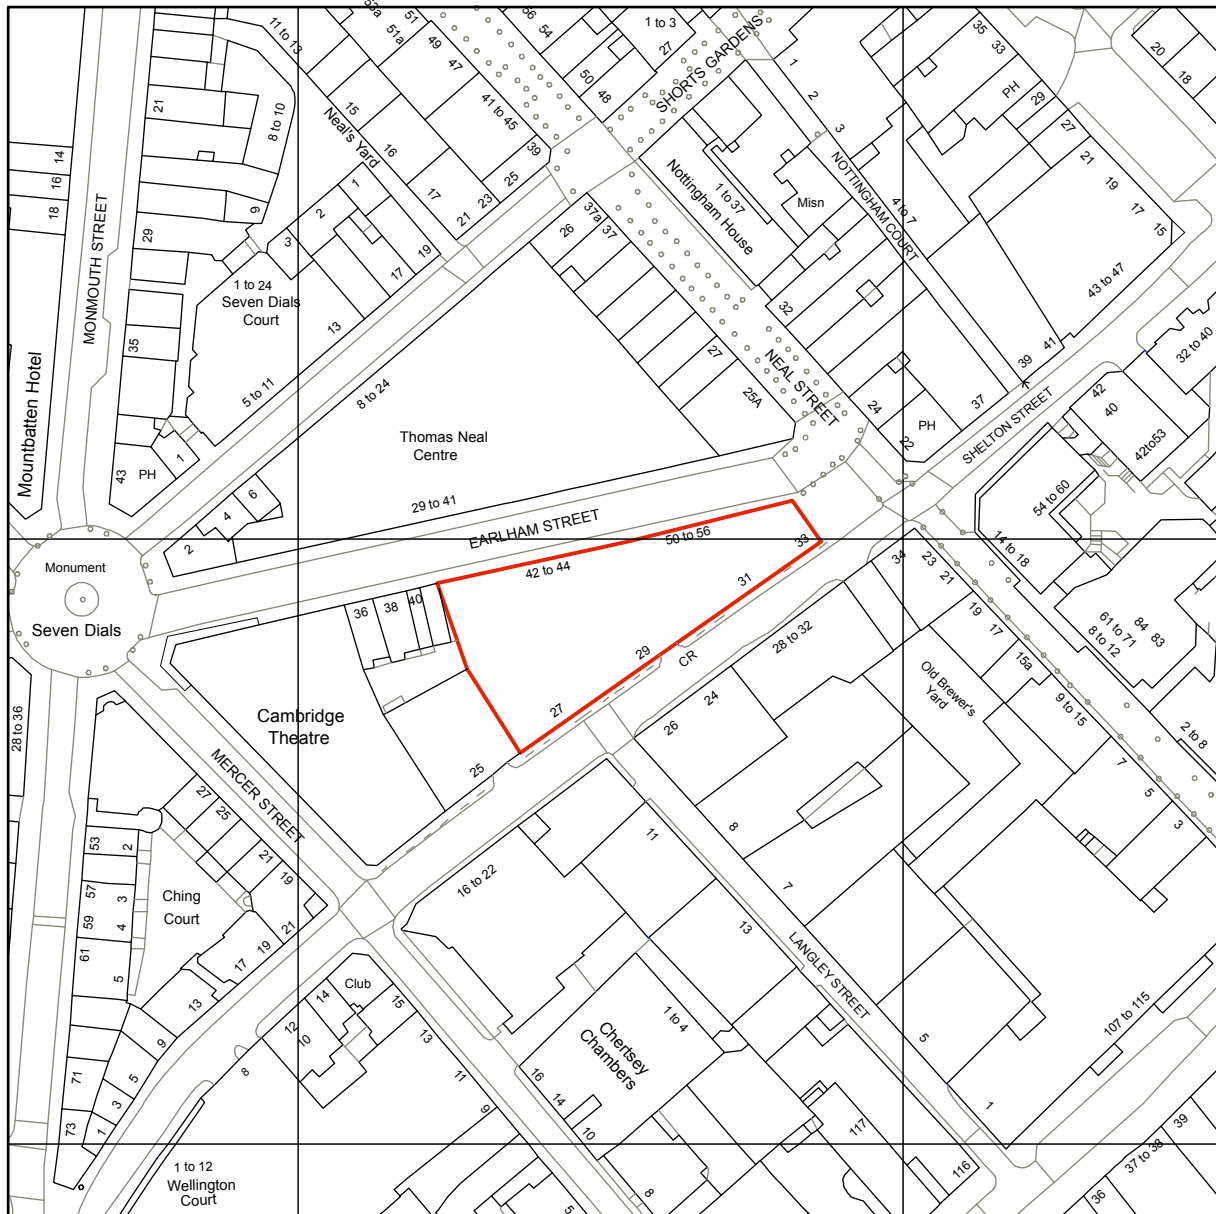 11 to 13
53a
51
51a
49
47
56
54
50
48
1 to 3
27
SHORTS GARDENS
35
33
PH
29
27
20
18
21
8 to 10
15
Neal's Yard
16
41 to 45
39
1
2
3
NOTTINGHAM COURT
4 to 7
Nottingham House
1 to 37
Misn
21
19
17
15
14
16
18
MONMOUTH STREET
29
9
1
2
3
17
21
23
25
19
17
26
37a
37
1 to 24
Seven Dials
Court
13
32
43 to 47
35
Mountbatten Hotel
5 to 11
8 to 24
27
25A
NEAL STREET
24
22
PH
37
39
41
SHELTON STREET
32 to 40
42
40
42to53
43
PH
1
Thomas Neal
Centre
29 to 41
EARLHAM STREET
2
4
6
54 to 60
14 to 18
Monument
Seven Dials
42 to 44
50 to 56
33
31
34
23
21
19
17
15a
9 to 15
61 to 71
8 to 12
84
83
36
38
40
29
CR
28 to 32
27
24
26
Old Brewer's
Yard
2 to 8
28 to 36
Cambridge
Theatre
25
MERCER STREET
27
25
21
19
7
5
3
53
2
57
3
59
4
61
5
Ching
Court
21
19
17
13
16 to 22
11
13
8
7
LANGLEY STREET
Club
14
12
10
15
13
11
9
9
5
3
1
71
73
8
Chertsey
Chambers
1 to 4
16
14
10
8
5
5
1
107 to 115
117
116
39
37 to 38
36
1 to 12
Wellington
Court